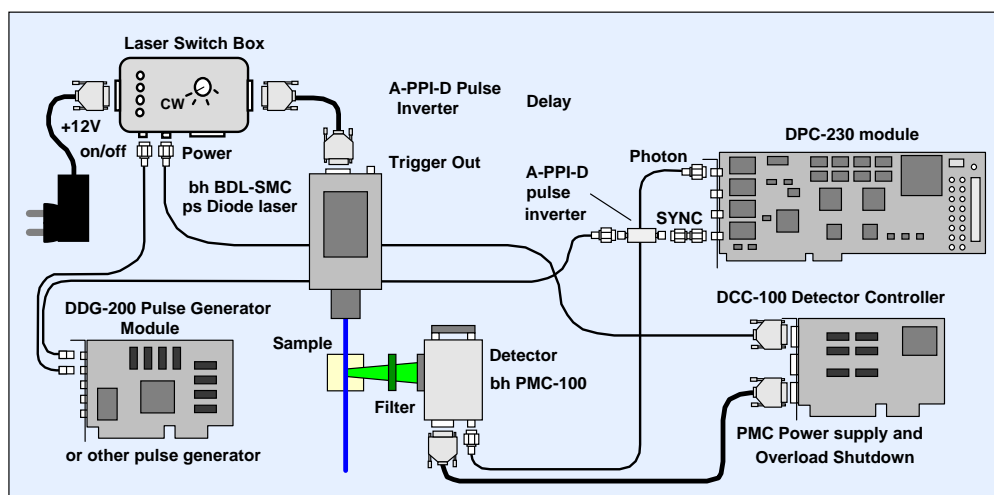 Laser Switch Box
CW
+12V
on/off
Power
A-PPI-D Pulse
Inverter
Delay
Trigger Out
bh BDL-SMC
ps Diode laser
A-PPI-D
pulse
inverter
Photon
SYNC
DPC-230 module
DDG-200 Pulse Generator
Module
or other pulse generator
Sample
Filter
Detector
bh PMC-100
DCC-100 Detector Controller
PMC Power supply and
Overload Shutdown